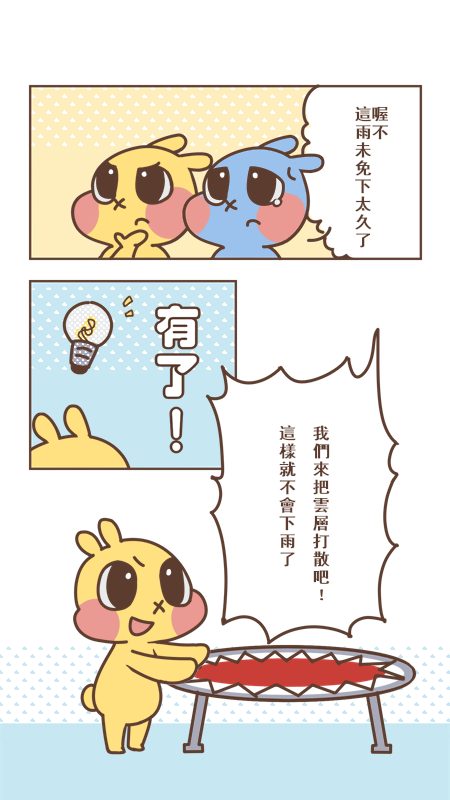 喔不
這雨未免下太久了
有了！
我們來把雲層打散吧！
這樣就不會下雨了